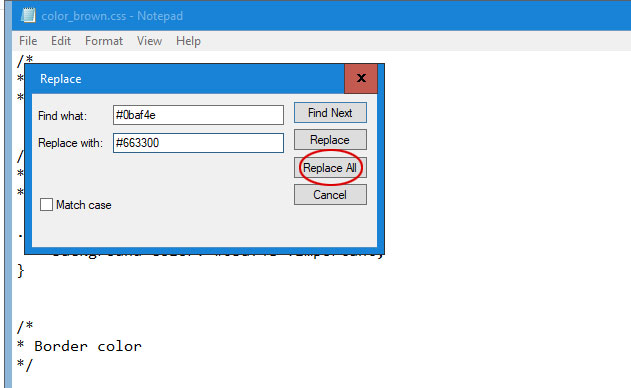 color_brown.css - Notepad
File Edit Format View Help
/*
*
*
Replace
x
Find what: #0baf4e Find Next
Replace with: #663300 Replace
Replace All
Match case Cancel
/*
*
*
.
}
/*
* Border color
*/